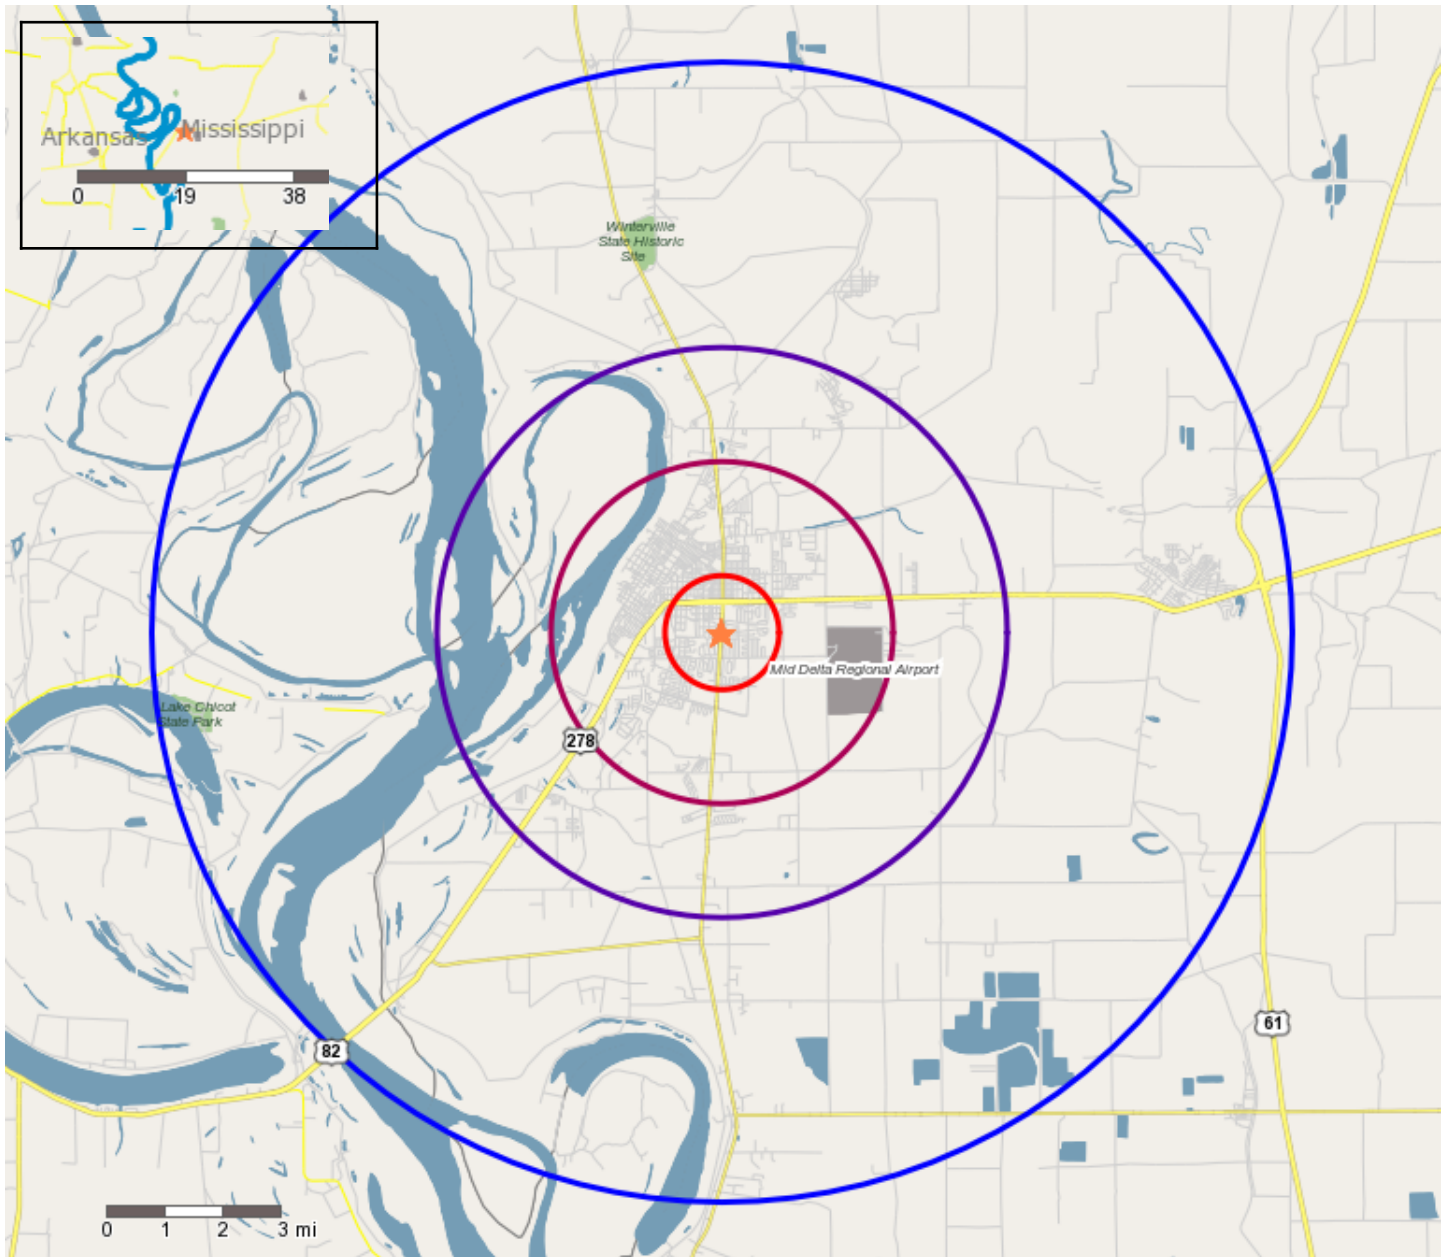 Arkansas
Mississippi
0 19 38
Winterville
State Historic
Site
Mid Delta Regional Airport
Lake Chicot
State Park
278
82
61
0 1 2 3 mi